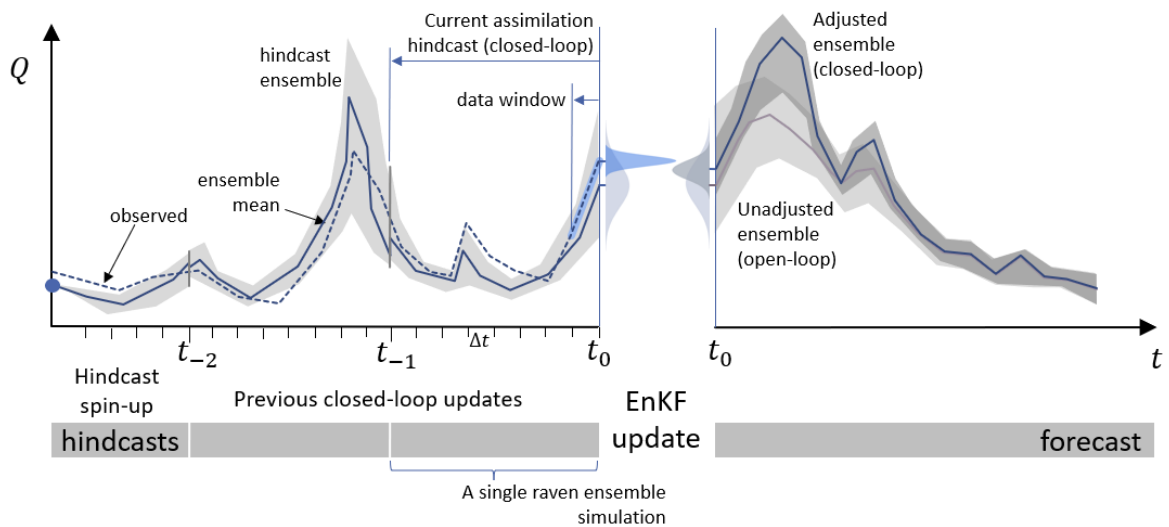 Q
hindcast
ensemble
Current assimilation
hindcast (closed-loop)
data window
ensemble
mean
observed
Adjusted
ensemble
(closed-loop)
Unadjusted
ensemble
(open-loop)
t₋₂
t₋₁
Δt
t₀
t₀
t
Hindcast
spin-up
Previous closed-loop updates
EnKF
update
hindcasts
forecast
A single raven ensemble
simulation